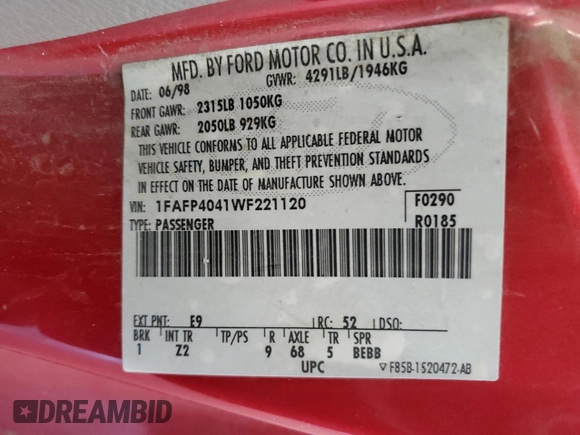 MFD. BY FORD MOTOR CO. IN U.S.A.
DATE: 06/98 GVWR: 4291LB/1946KG
FRONT GAWR: 2315LB 1050KG
REAR GAWR: 2050LB 929KG
THIS VEHICLE CONFORMS TO ALL APPLICABLE FEDERAL MOTOR
VEHICLE SAFETY, BUMPER, AND THEFT PREVENTION STANDARDS
IN EFFECT ON THE DATE OF MANUFACTURE SHOWN ABOVE.
VIN: 1FAFP4041WF221120 F0290
TYPE: PASSENGER R0185
EXT PNT: E9 RC: 52 DSO:
BRK INT TR TP/PS R AXLE TR SPR
1 Z2 9 68 5 BEBB
UPC F85B-1520472-AB
DREAMBID